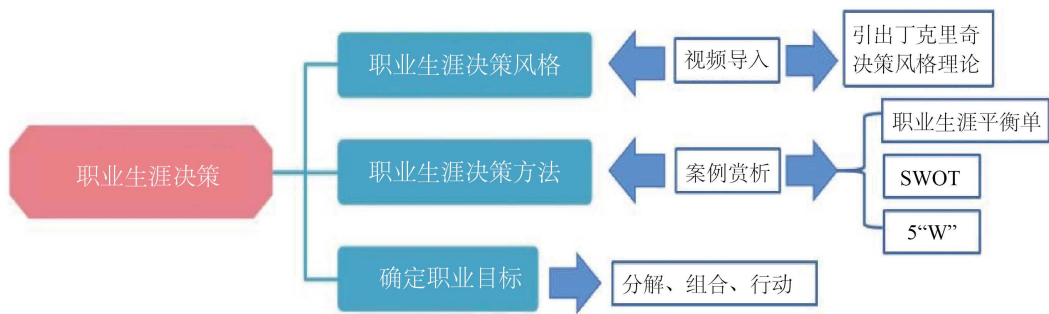 职业生涯决策
职业生涯决策风格
视频导入
引出丁克里奇
决策风格理论
职业生涯决策方法
案例赏析
职业生涯平衡单
SWOT
5“W”
确定职业目标
分解、组合、行动